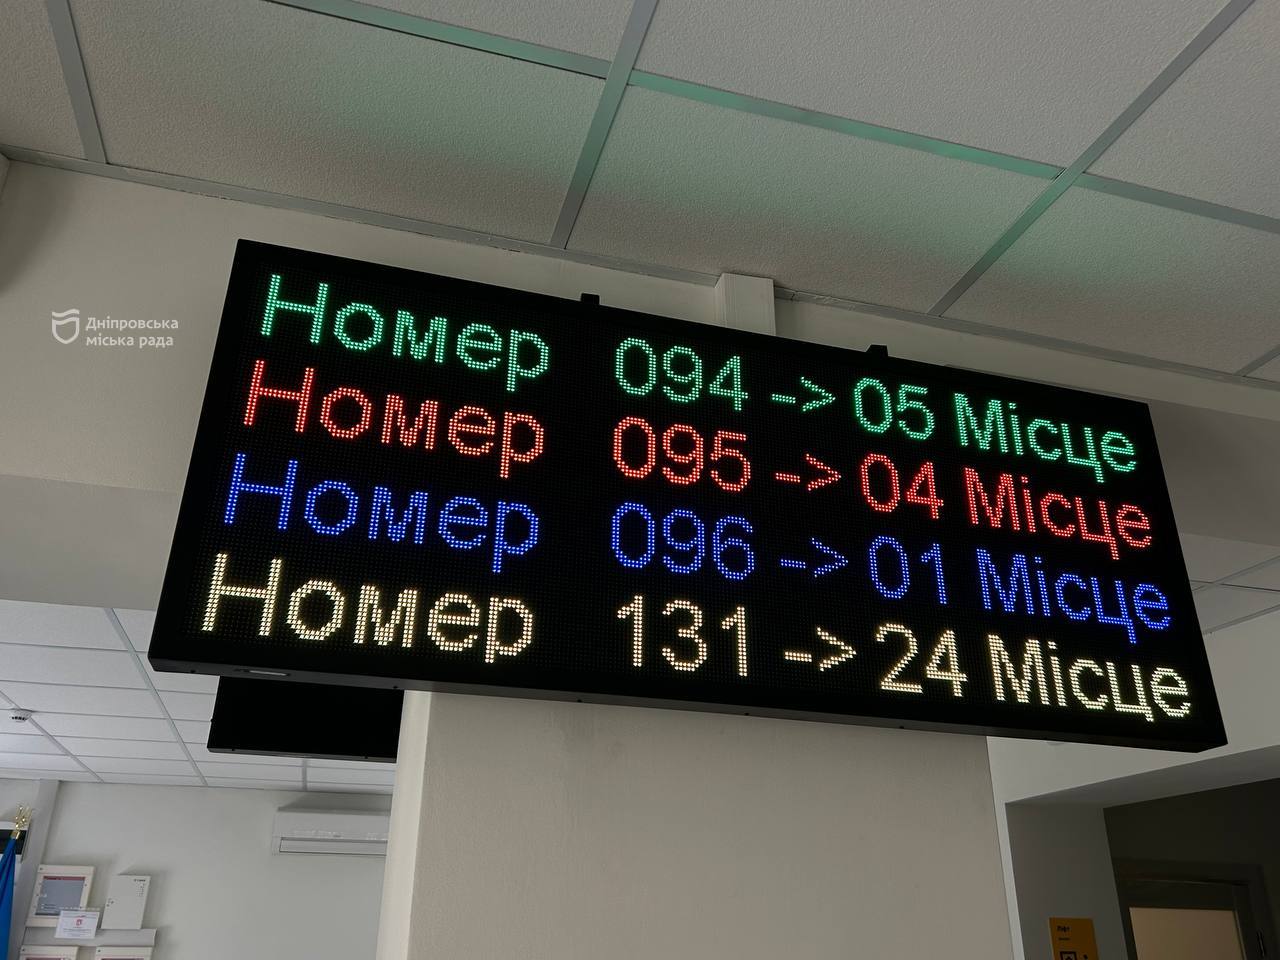 Дніпровська
міська рада
Номер 094 -> 05 Місце
Номер 095 -> 04 Місце
Номер 096 -> 01 Місце
Номер 131 -> 24 Місце
Ліфт